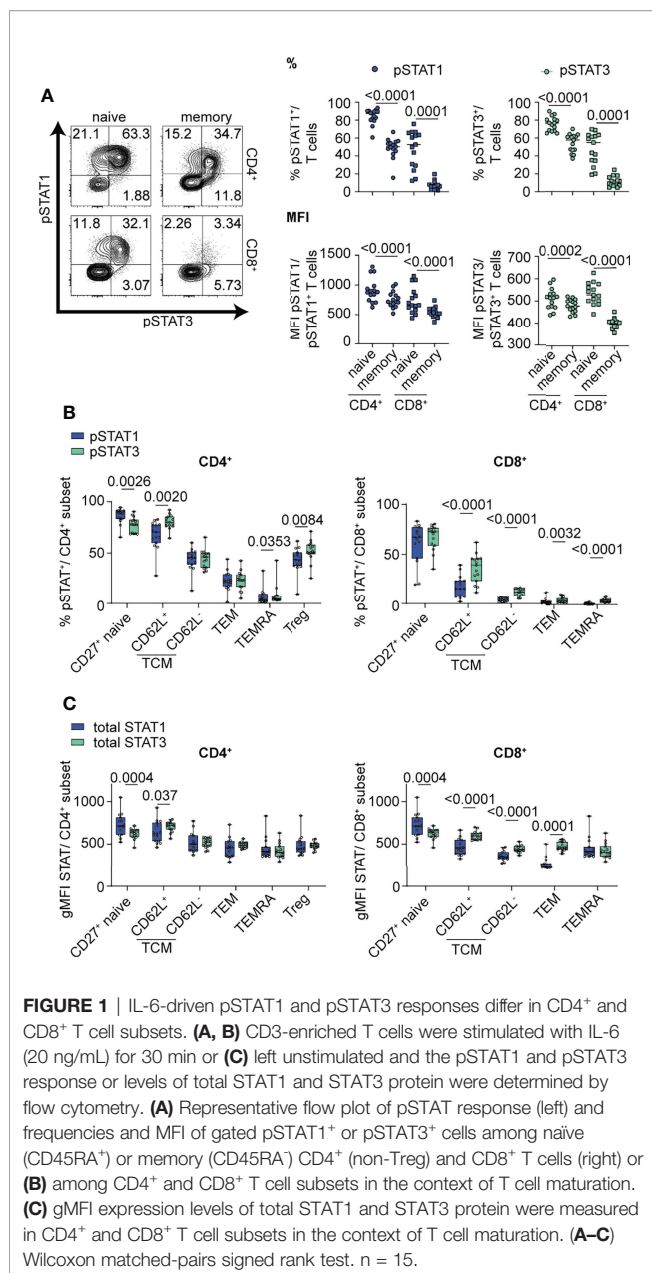 A
naive memory
21.1 63.3
1.88
15.2 34.7
11.8
CD4+
11.8 32.1
3.07
2.26 3.34
5.73
CD8+
pSTAT1
pSTAT3
%
pSTAT1
<0.0001
0.0001
% pSTAT1+/
T cells
100
80
60
40
20
0
pSTAT3
<0.0001
0.0001
% pSTAT3+/
T cells
100
80
60
40
20
0
MFI
<0.0001
<0.0001
MFI pSTAT1/
pSTAT1+ T cells
1500
1000
500
0
naive
memory
naive
memory
CD4+ CD8+
0.0002
<0.0001
MFI pSTAT3/
pSTAT3+ T cells
700
600
500
400
300
naive
memory
naive
memory
CD4+ CD8+
B
pSTAT1
pSTAT3
CD4+
0.0026
0.0020
0.0353
0.0084
% pSTAT+/ CD4+ subset
100
50
0
CD27+ naive
CD62L+
CD62L-
TCM
TEM
TEMRA
Treg
CD8+
<0.0001
<0.0001
0.0032
<0.0001
% pSTAT+/ CD8+ subset
100
50
0
CD27+ naive
CD62L+
CD62L-
TCM
TEM
TEMRA
C
total STAT1
total STAT3
CD4+
0.0004
0.037
gMFI STAT/ CD4+ subset
1000
500
0
CD27+ naive
CD62L+
CD62L-
TCM
TEM
TEMRA
Treg
CD8+
0.0004
<0.0001
<0.0001
0.0001
gMFI STAT/ CD8+ subset
1000
500
0
CD27+ naive
CD62L+
CD62L-
TCM
TEM
TEMRA
FIGURE 1 | IL-6-driven pSTAT1 and pSTAT3 responses differ in CD4+ and
CD8+ T cell subsets. (A, B) CD3-enriched T cells were stimulated with IL-6
(20 ng/mL) for 30 min or (C) left unstimulated and the pSTAT1 and pSTAT3
response or levels of total STAT1 and STAT3 protein were determined by
flow cytometry. (A) Representative flow plot of pSTAT response (left) and
frequencies and MFI of gated pSTAT1+ or pSTAT3+ cells among naïve
(CD45RA+) or memory (CD45RA-) CD4+ (non-Treg) and CD8+ T cells (right) or
(B) among CD4+ and CD8+ T cell subsets in the context of T cell maturation.
(C) gMFI expression levels of total STAT1 and STAT3 protein were measured
in CD4+ and CD8+ T cell subsets in the context of T cell maturation. (A–C)
Wilcoxon matched-pairs signed rank test. n = 15.